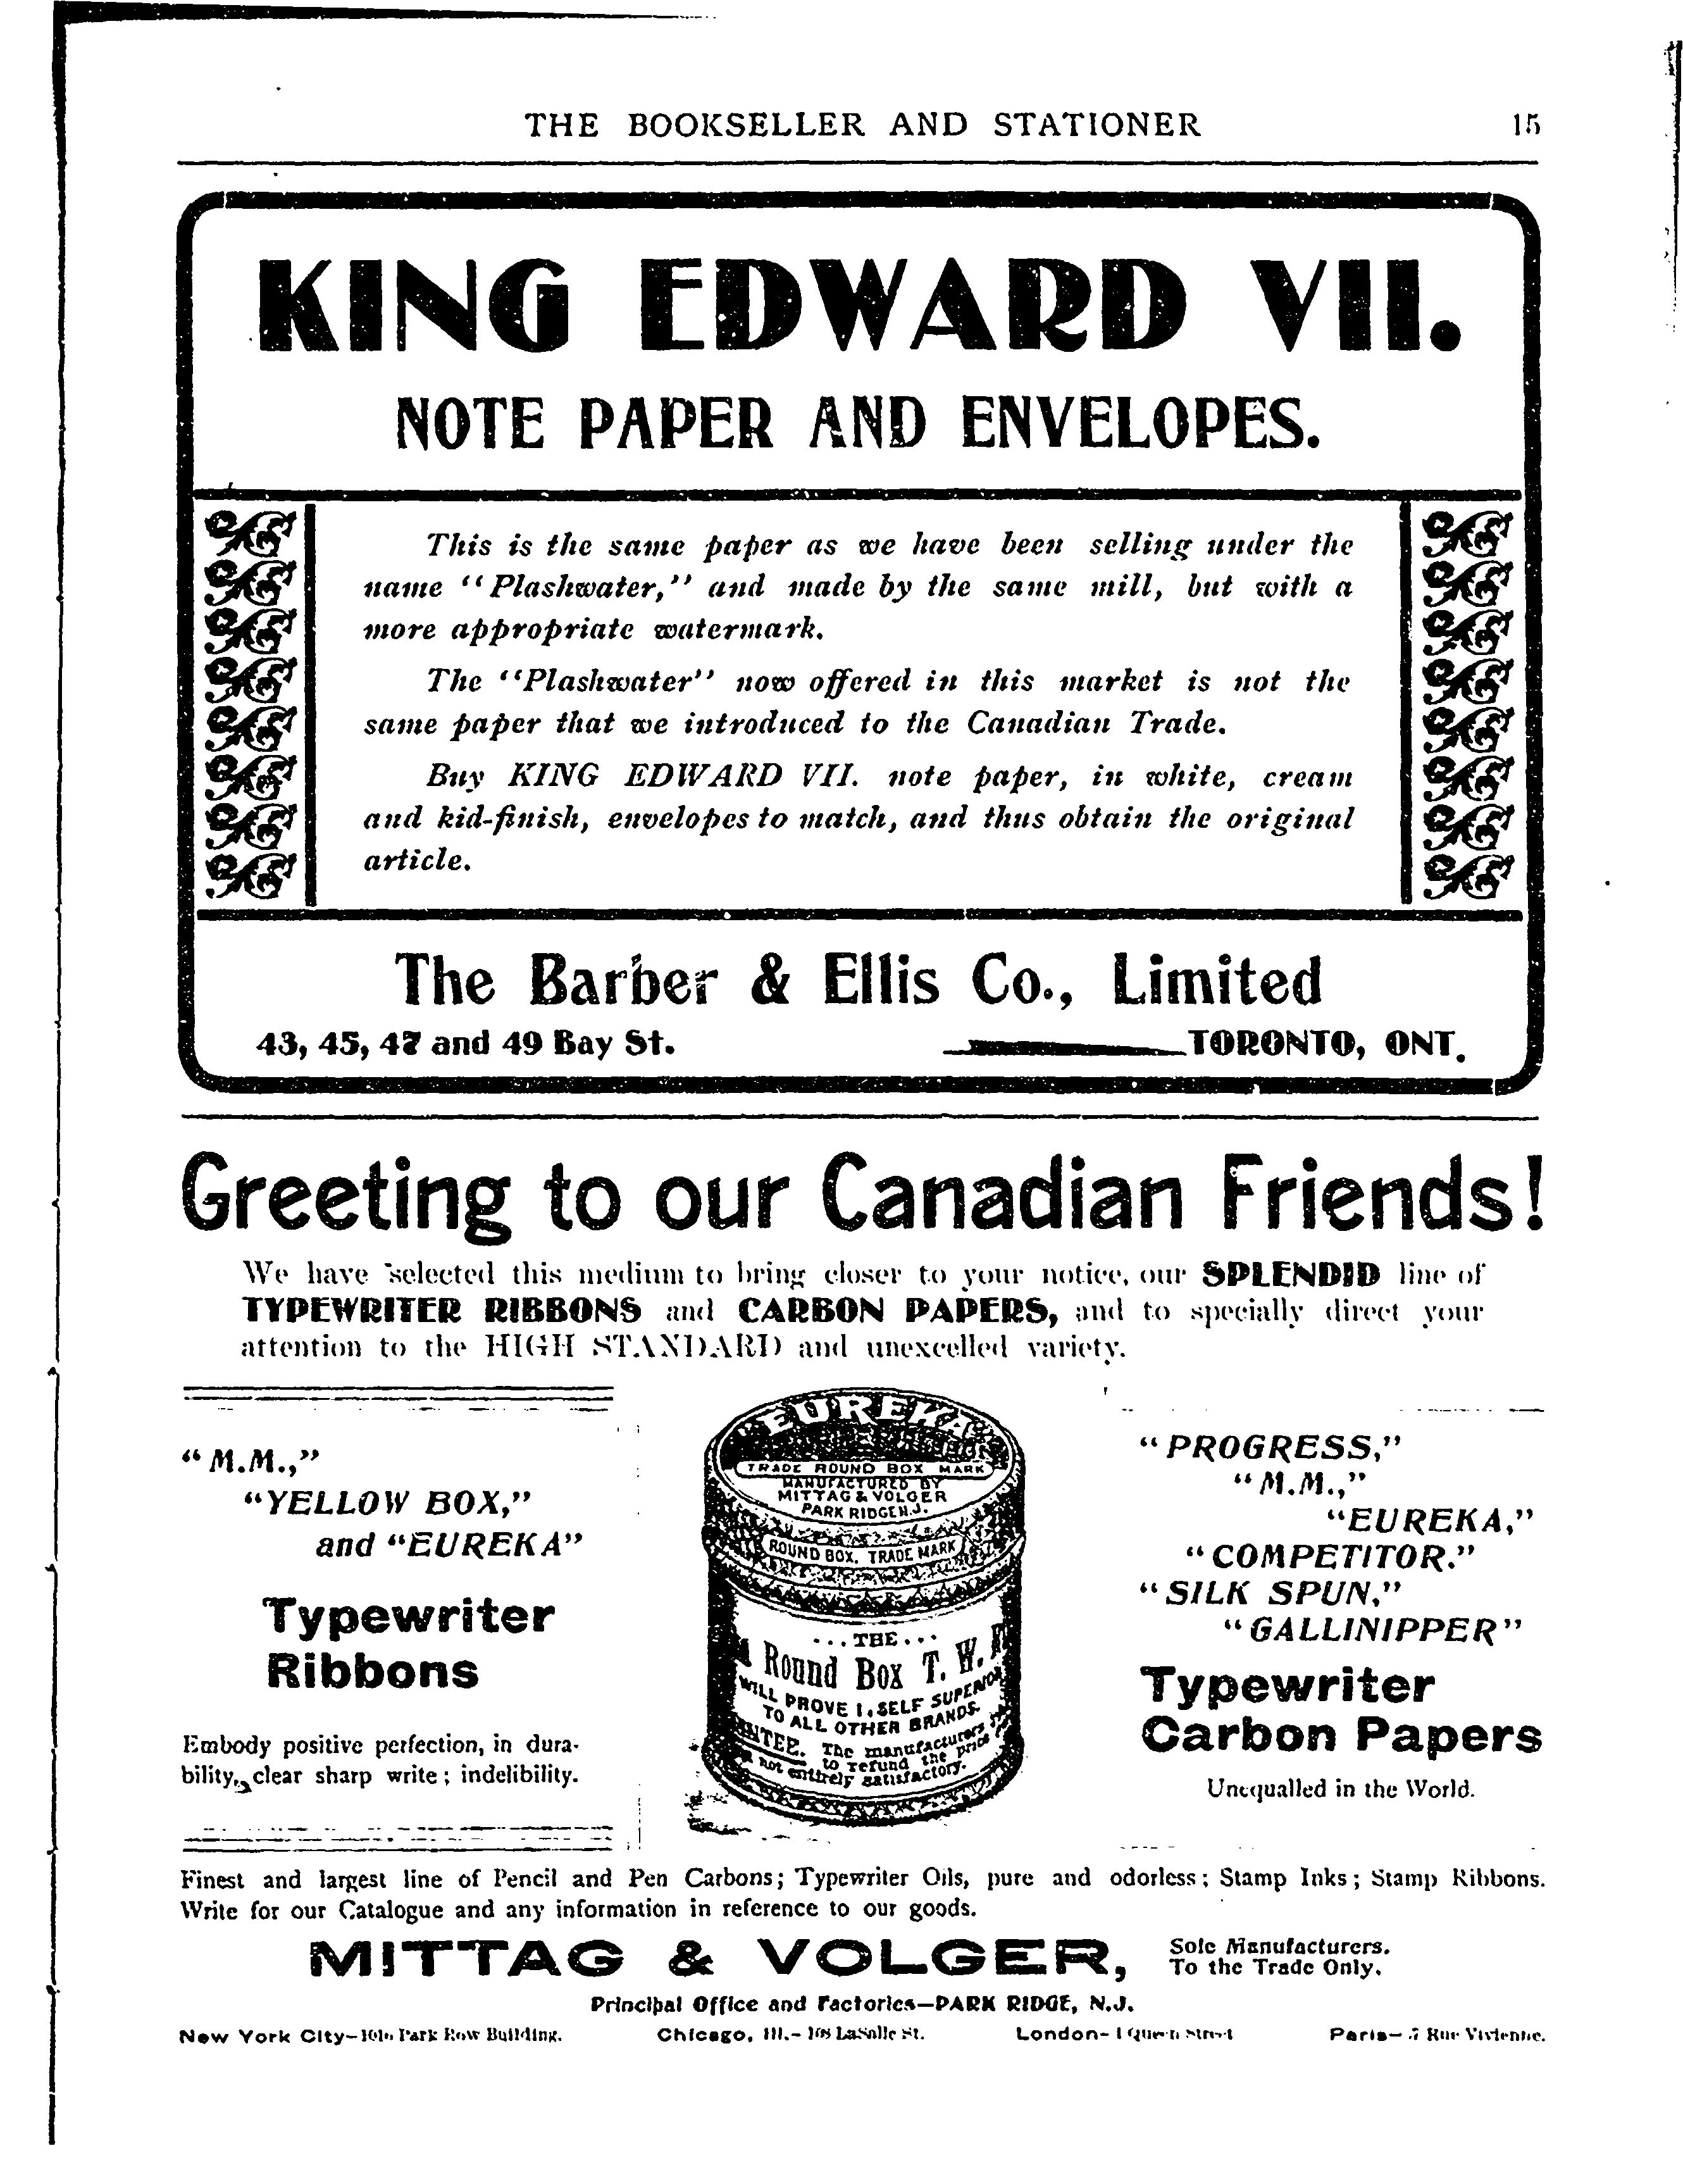 THE BOOKSELLER AND STATIONER 15
KING EDWARD VII.
NOTE PAPER AND ENVELOPES.
This is the same paper as we have been selling under the
name "Plashwater," and made by the same mill, but with a
more appropriate watermark.
The "Plashwater" now offered in this market is not the
same paper that we introduced to the Canadian Trade.
Buy KING EDWARD VII. note paper, in white, cream
and kid-finish, envelopes to match, and thus obtain the original
article.
The Barber & Ellis Co., Limited
43, 45, 47 and 49 Bay St. TORONTO, ONT.
Greeting to our Canadian Friends!
We have selected this medium to bring closer to your notice, our SPLENDID line of
TYPEWRITER RIBBONS and CARBON PAPERS, and to specially direct your
attention to the HIGH STANDARD and unexcelled variety.
"M.M.,"
"YELLOW BOX,"
and "EUREKA"
Typewriter
Ribbons
Embody positive perfection, in dura-
bility, clear sharp write; indelibility.
EUREKA
TRADE ROUND BOX MARK
MANUFACTURED BY
MITTAG & VOLGER
PARK RIDGE N.J.
ROUND BOX, TRADE MARK
...THE...
Round Box T. W.
WILL PROVE ITSELF SUPERIOR
TO ALL OTHER BRANDS.
The manufacturers
to refund the price
not entirely satisfactory.
"PROGRESS,"
"M.M.,"
"EUREKA,"
"COMPETITOR."
"SILK SPUN,"
"GALLINIPPER"
Typewriter
Carbon Papers
Unequalled in the World.
Finest and largest line of Pencil and Pen Carbons; Typewriter Oils, pure and odorless; Stamp Inks; Stamp Ribbons.
Write for our Catalogue and any information in reference to our goods.
MITTAG & VOLGER, Sole Manufacturers.
To the Trade Only.
Principal Office and Factories—PARK RIDGE, N.J.
New York City— Park Row Building. Chicago, Ill.—108 LaSalle St. London—1 Queen Street Paris— Rue Vivienne.